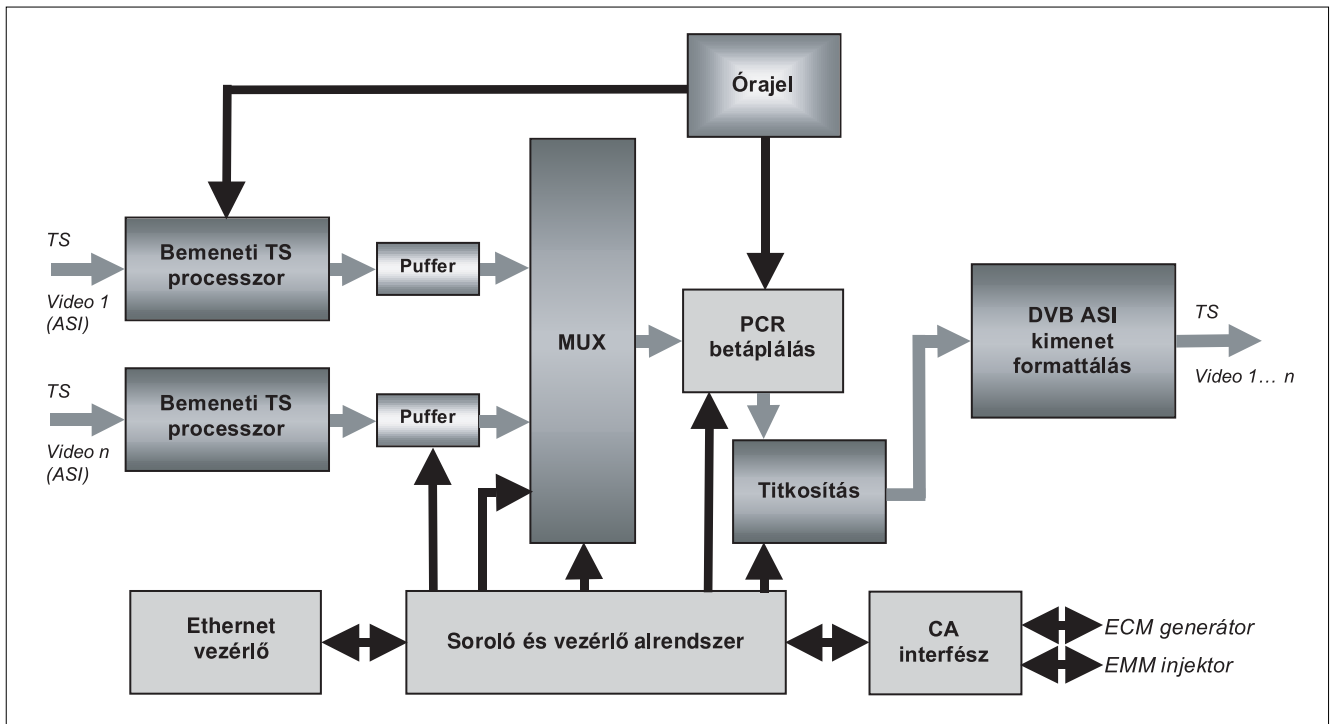 Órajel
TS
Bemeneti TS
processzor
Puffer
Video 1
(ASI)
MUX
PCR
betáplálás
DVB ASI
kimenet
formattálás
TS
Video 1… n
TS
Bemeneti TS
processzor
Puffer
Video n
(ASI)
Titkosítás
Ethernet
vezérlő
Soroló és vezérlő alrendszer
CA
interfész
ECM generátor
EMM injektor